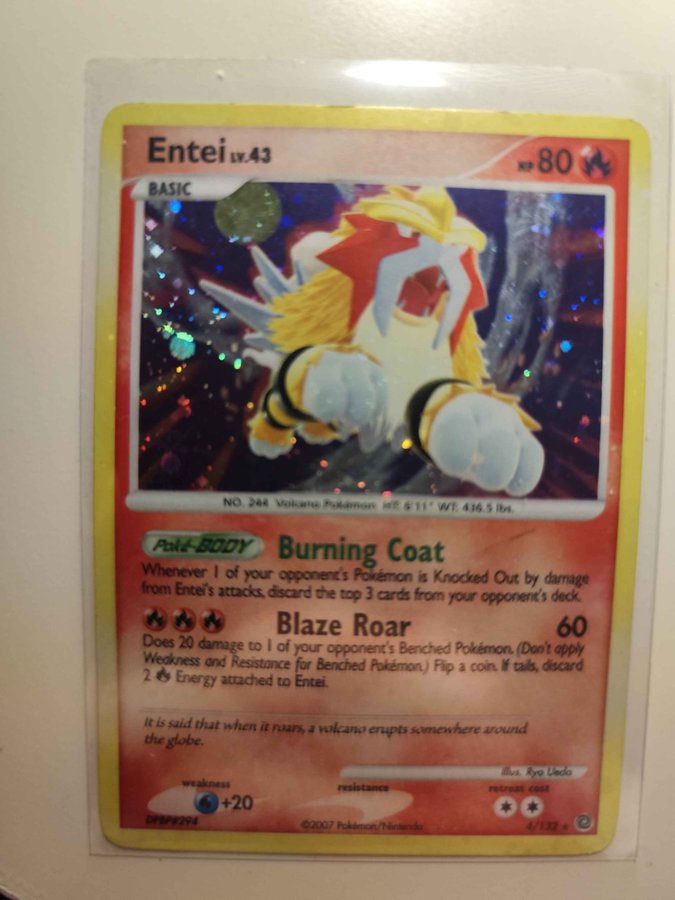 Entei LV.43
HP 80
BASIC
NO. 244 Volcano Pokémon HT: 6'11" WT: 436.5 lbs.
Poké-BODY Burning Coat
Whenever 1 of your opponent's Pokémon is Knocked Out by damage
from Entei's attacks, discard the top 3 cards from your opponent's deck.
Blaze Roar 60
Does 20 damage to 1 of your opponent's Benched Pokémon. (Don't apply
Weakness and Resistance for Benched Pokémon.) Flip a coin. If tails, discard
2 Energy attached to Entei.
It is said that when it roars, a volcano erupts somewhere around
the globe.
Illus. Ryo Ueda
weakness resistance retreat cost
+20
DPBP#294 ©2007 Pokémon/Nintendo 4/132 ★